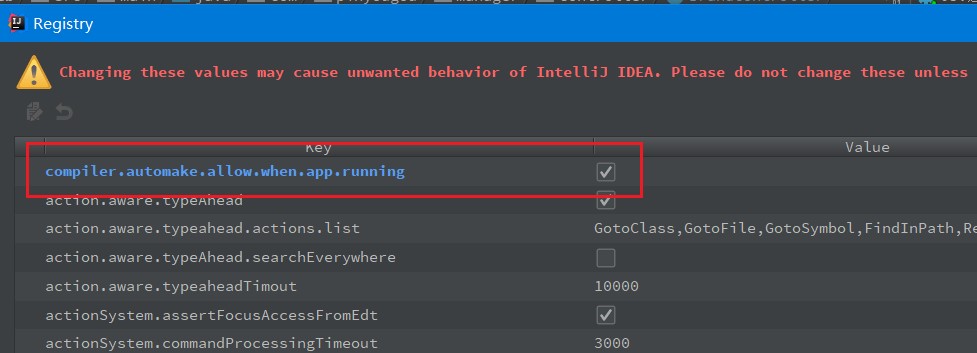 Registry
Changing these values may cause unwanted behavior of IntelliJ IDEA. Please do not change these unless
Key Value
compiler.automake.allow.when.app.running
action.aware.typeAhead
action.aware.typeahead.actions.list GotoClass,GotoFile,GotoSymbol,FindInPath,Re
action.aware.typeAhead.searchEverywhere
action.aware.typeaheadTimout 10000
actionSystem.assertFocusAccessFromEdt
actionSystem.commandProcessingTimeout 3000